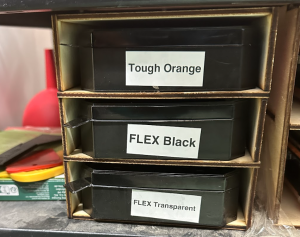 Tough Orange
FLEX Black
FLEX Transparent